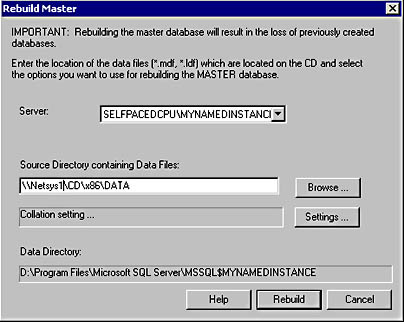 Rebuild Master
IMPORTANT: Rebuilding the master database will result in the loss of previously created
databases.
Enter the location of the data files (*.mdf, *.ldf) which are located on the CD and select
the options you want to use for rebuilding the MASTER database.
Server:
SELFPACEDCPU\MYNAMEDINSTANCI
Source Directory containing Data Files:
\\Netsys1\CD\x86\DATA
Browse ...
Collation setting ...
Settings ...
Data Directory:
D:\Program Files\Microsoft SQL Server\MSSQL$MYNAMEDINSTANCE
Help
Rebuild
Cancel